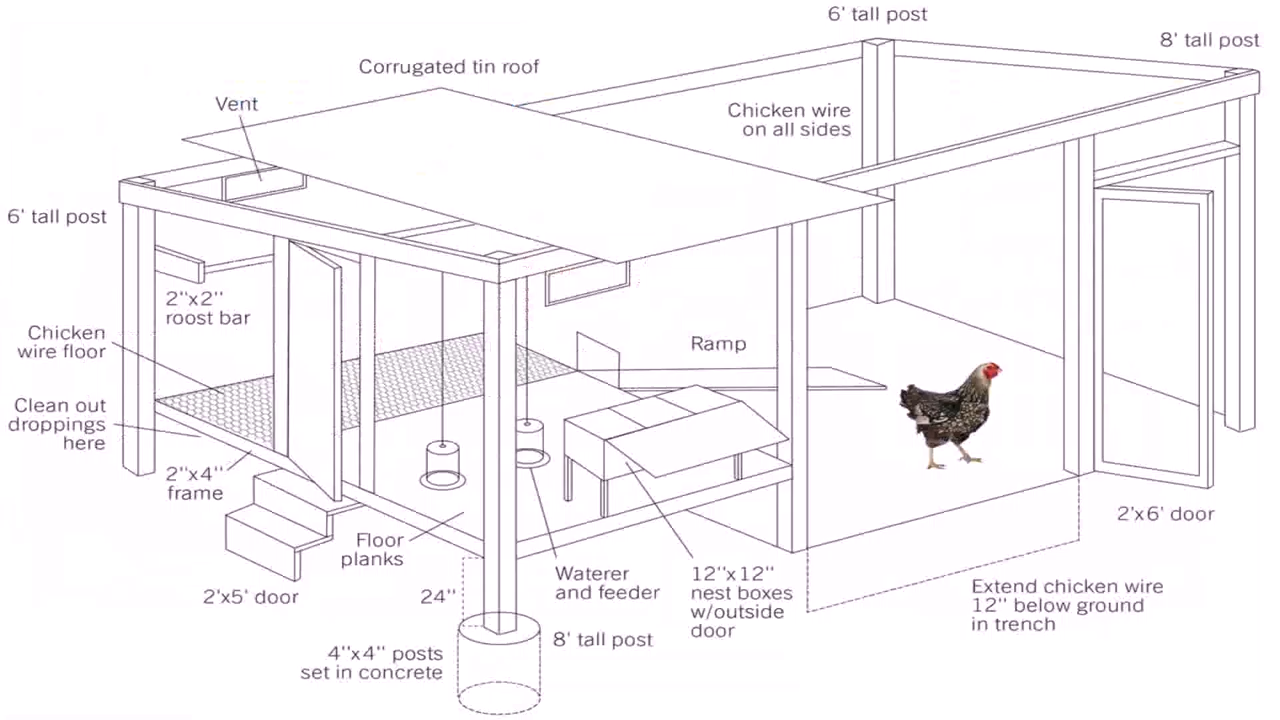 6' tall post
8' tall post
Corrugated tin roof
Vent
Chicken wire
on all sides
6' tall post
2"x2"
roost bar
Chicken
wire floor
Ramp
Clean out
droppings
here
2"x4"
frame
2'x6' door
Floor
planks
Waterer
and feeder
12"x12"
nest boxes
w/outside
door
Extend chicken wire
12" below ground
in trench
2'x5' door
24"
8' tall post
4"x4" posts
set in concrete